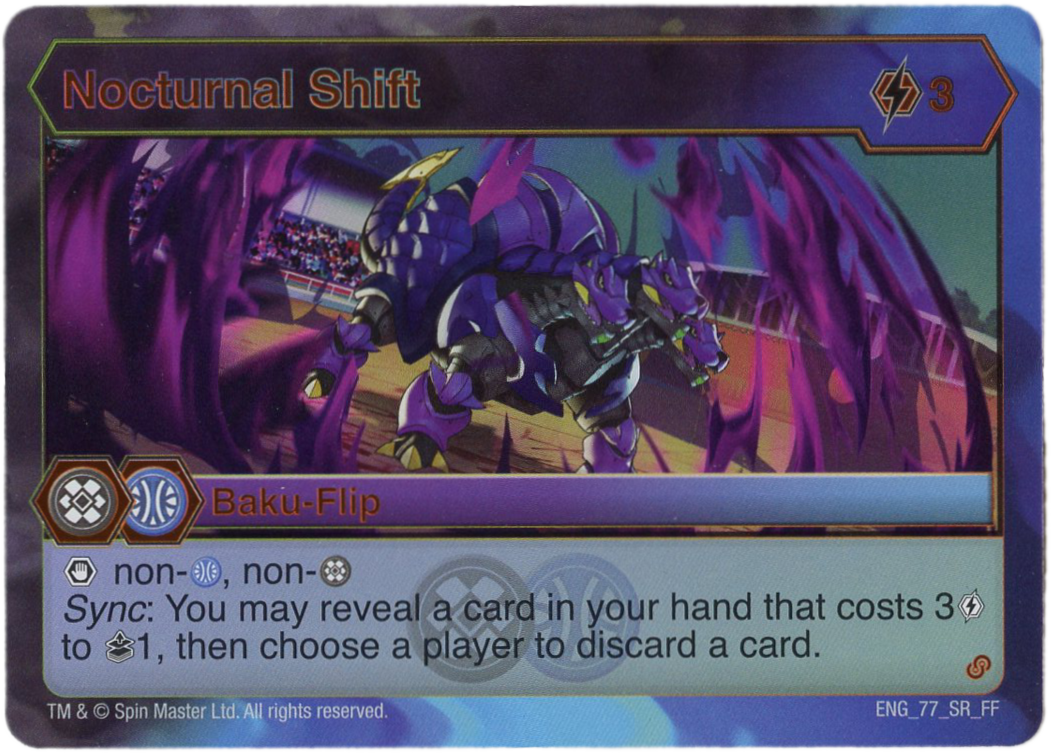 Nocturnal Shift
3
Baku-Flip
non- , non-
Sync: You may reveal a card in your hand that costs 3
to 1, then choose a player to discard a card.
TM & © Spin Master Ltd. All rights reserved.
ENG_77_SR_FF